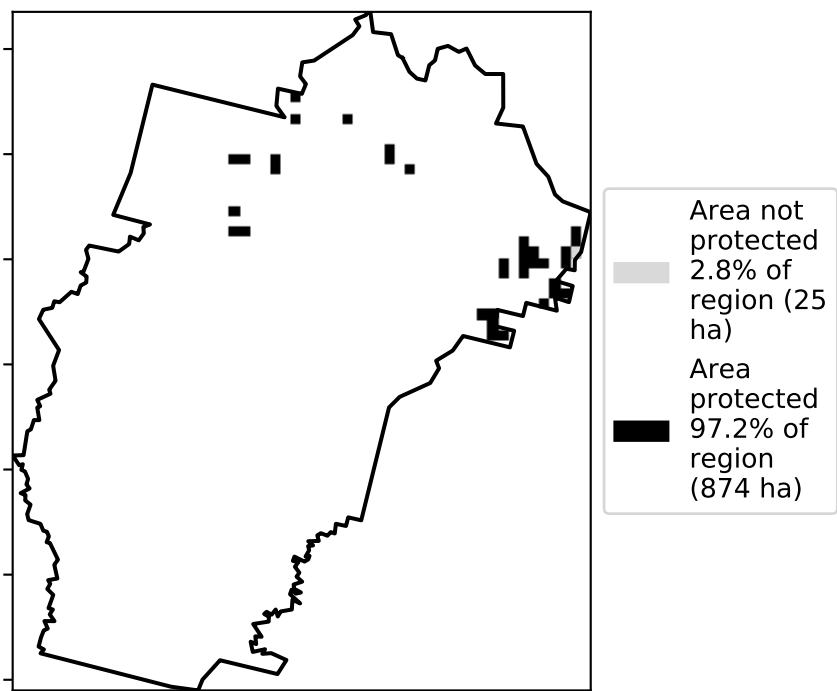 Area not
protected
2.8% of
region (25
ha)
Area
protected
97.2% of
region
(874 ha)